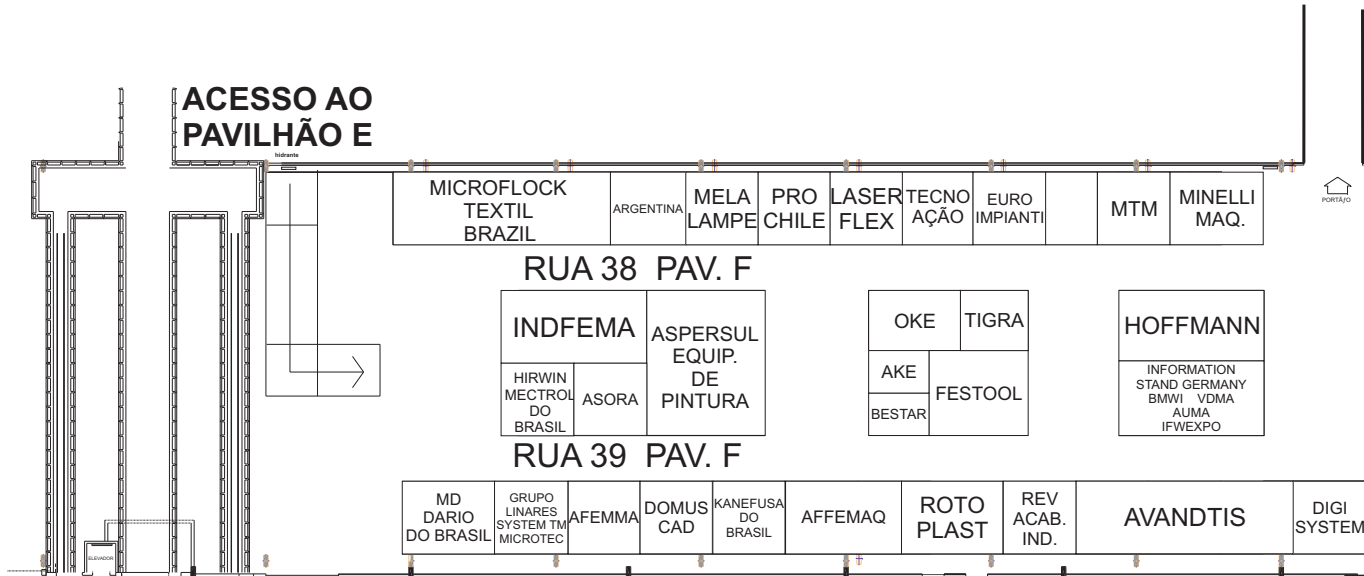 ACESSO AO
PAVILHÃO E
hidrante
MICROFLOCK
TEXTIL
BRAZIL
ARGENTINA
MELA
LAMPE
PRO
CHILE
LASER
FLEX
TECNO
AÇÃO
EURO
IMPIANTI
MTM
MINELLI
MAQ.
PORTÃƒO
RUA 38 PAV. F
INDFEMA
ASPERSUL
EQUIP.
DE
PINTURA
HIRWIN
MECTROL
DO
BRASIL
ASORA
OKE
TIGRA
AKE
BESTAR
FESTOOL
HOFFMANN
INFORMATION
STAND GERMANY
BMWI VDMA
AUMA
IFWEXPO
RUA 39 PAV. F
MD
DARIO
DO BRASIL
GRUPO
LINARES
SYSTEM TM
MICROTEC
AFEMMA
DOMUS
CAD
KANEFUSA
DO
BRASIL
AFFEMAQ
ROTO
PLAST
REV
ACAB.
IND.
AVANDTIS
DIGI
SYSTEM
ELEVADOR